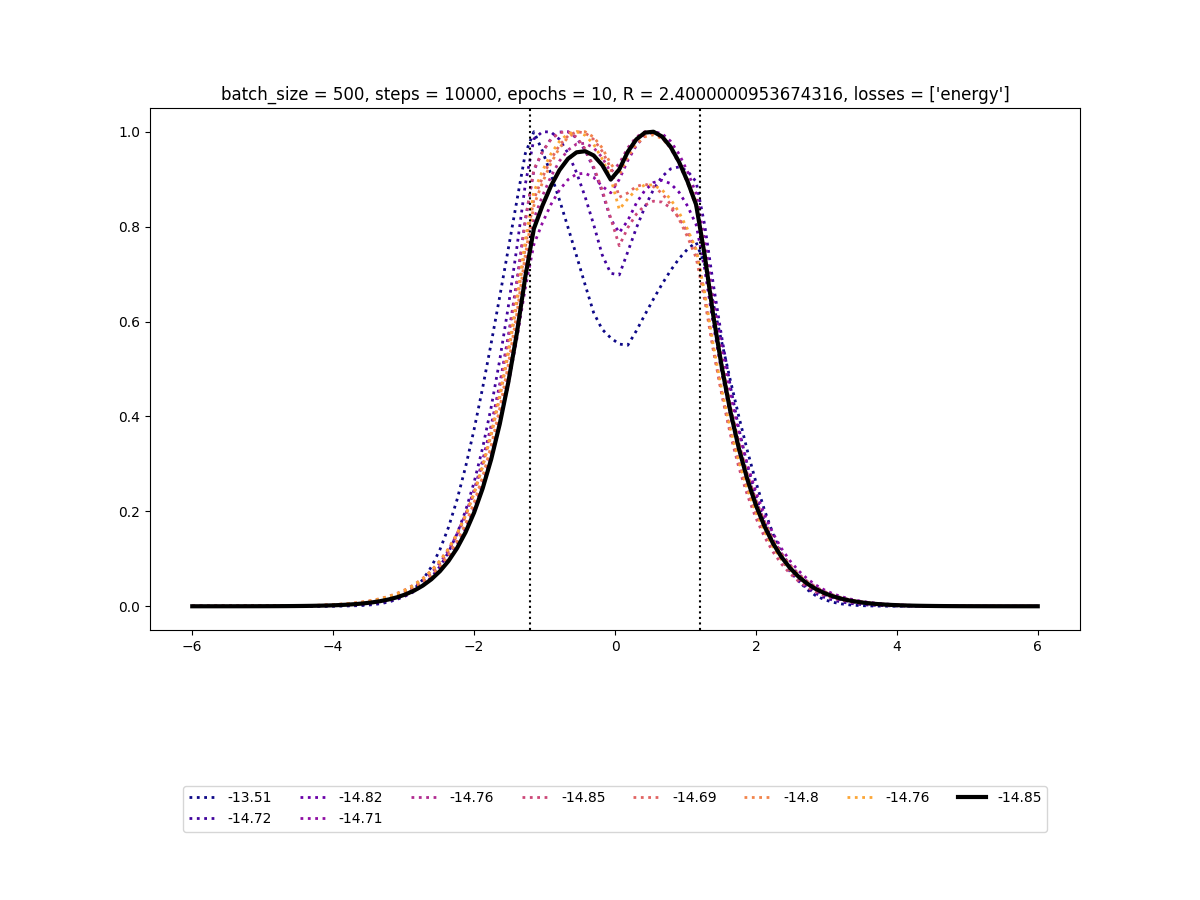 batch_size = 500, steps = 10000, epochs = 10, R = 2.4000000953674316, losses = ['energy']
1.0
0.8
0.6
0.4
0.2
0.0
−6 −4 −2 0 2 4 6
-13.51 -14.82 -14.76 -14.85 -14.69 -14.8 -14.76 -14.85
-14.72 -14.71